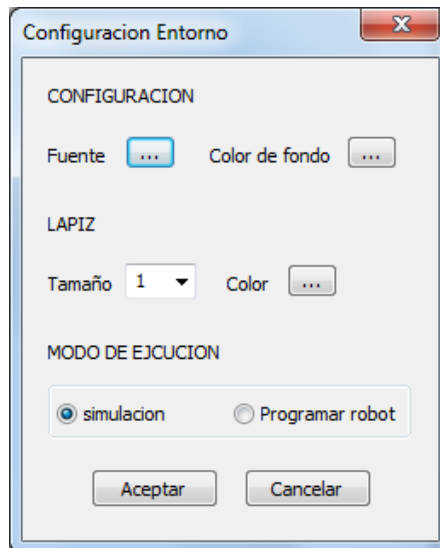 Configuracion Entorno
CONFIGURACION
Fuente ... Color de fondo ...
LAPIZ
Tamaño 1 Color ...
MODO DE EJCUCION
simulacion Programar robot
Aceptar Cancelar